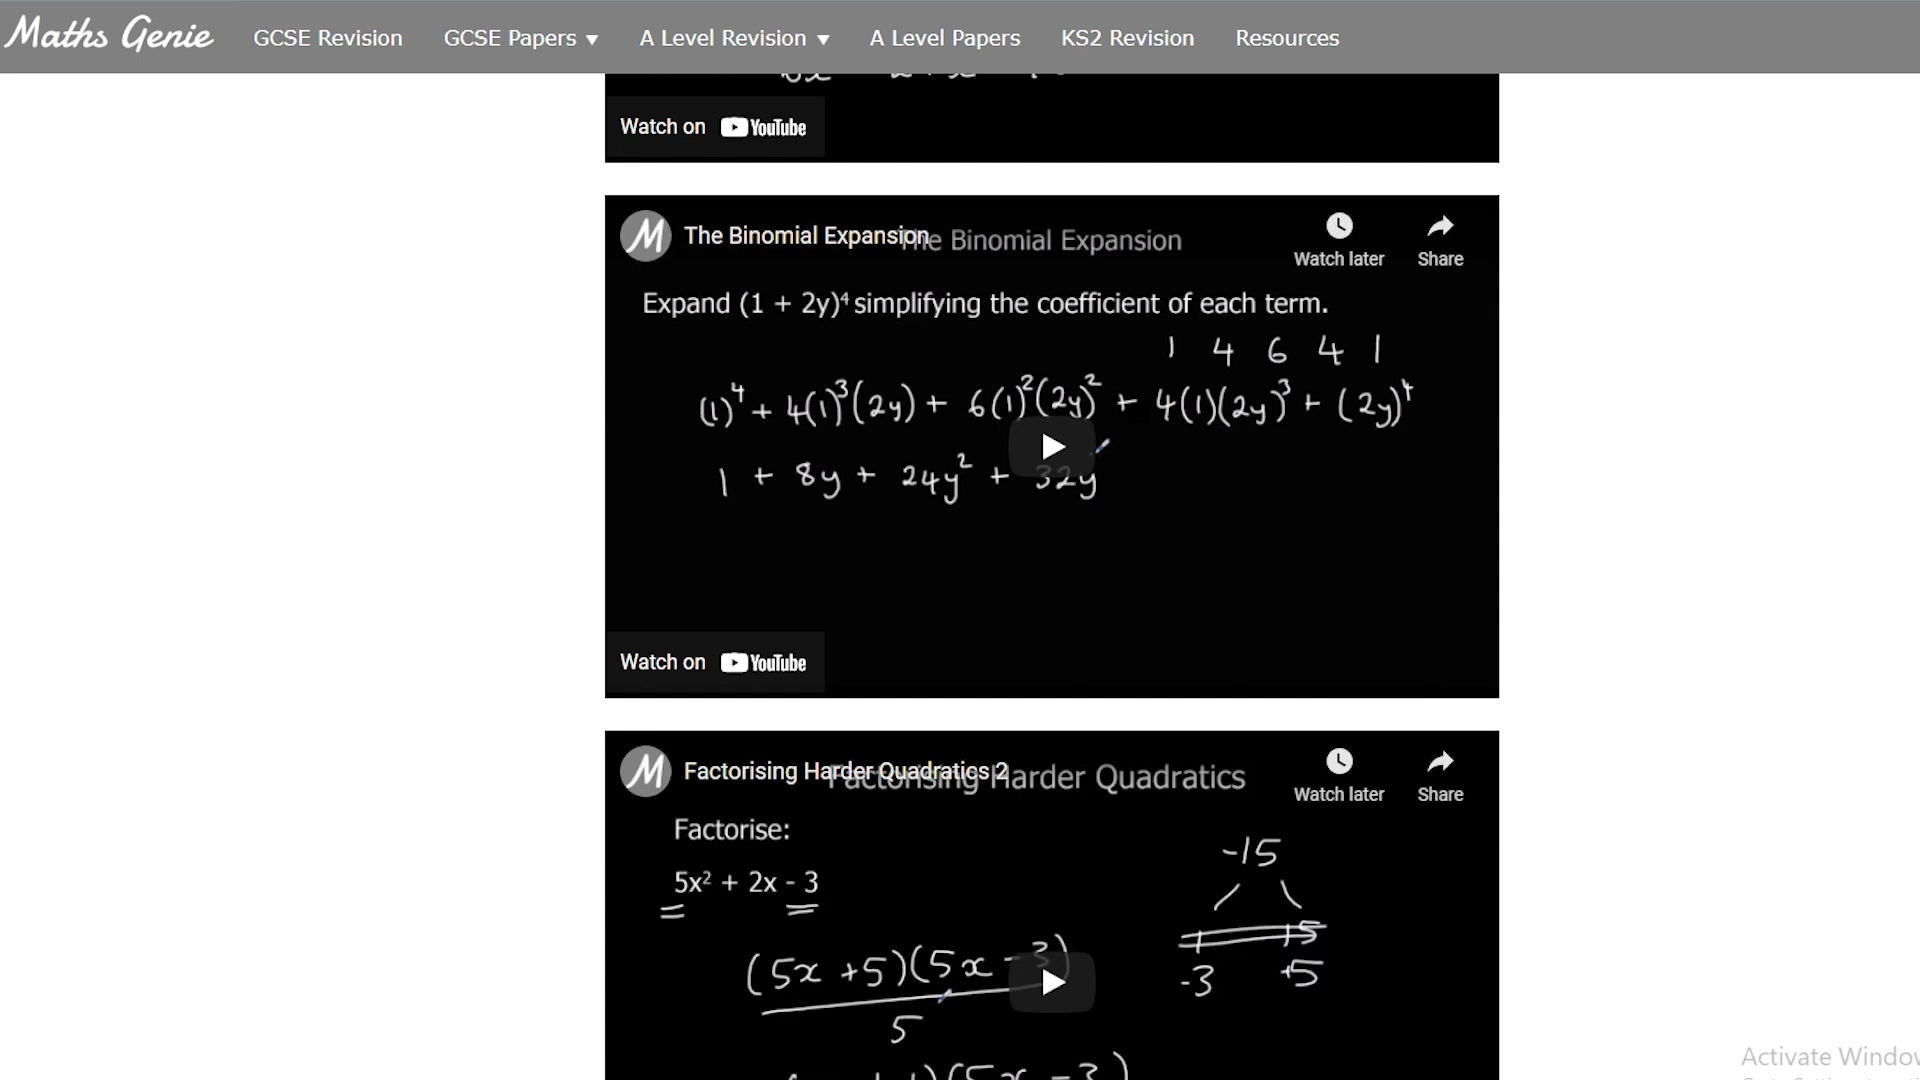 Maths Genie GCSE Revision GCSE Papers ▼ A Level Revision ▼ A Level Papers KS2 Revision Resources
Watch on YouTube
The Binomial Expansion
The Binomial Expansion
Watch later Share
Expand (1 + 2y)⁴ simplifying the coefficient of each term.
1 4 6 4 1
(1)⁴ + 4(1)³(2y) + 6(1)²(2y)² + 4(1)(2y)³ + (2y)⁴
1 + 8y + 24y² + 32y
Watch on YouTube
Factorising Harder Quadratics 2
Factorising Harder Quadratics
Watch later Share
Factorise:
-15
5x² + 2x - 3
(5x +5)(5x -3)
-3 +5
5
Activate Window